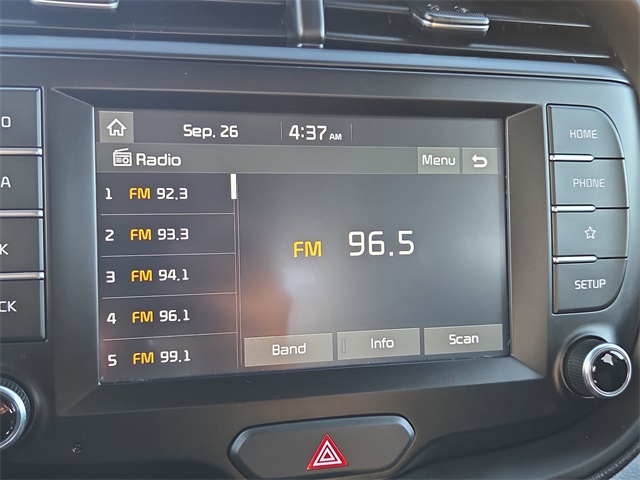 Sep. 26 4:37 AM
Radio Menu
1 FM 92.3
2 FM 93.3
3 FM 94.1
4 FM 96.1
5 FM 99.1
FM 96.5
Band Info Scan
HOME
PHONE
SETUP